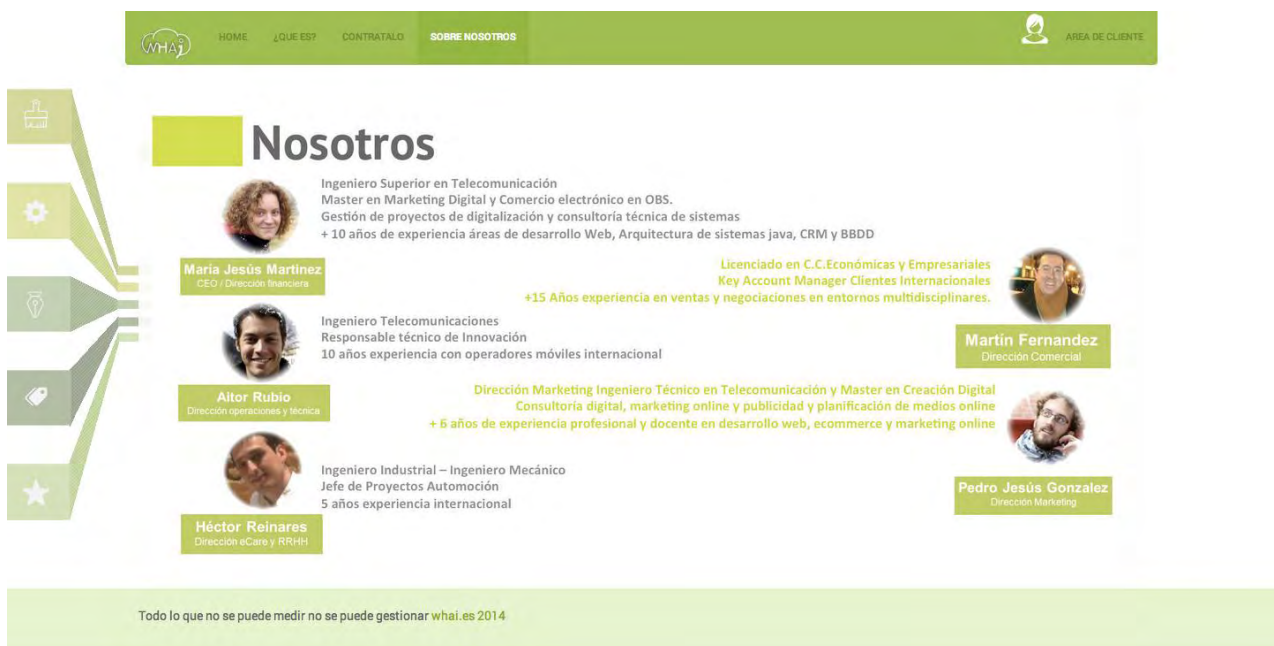 WHAi
HOME
¿QUE ES?
CONTRATALO
SOBRE NOSOTROS
AREA DE CLIENTE
Nosotros
Ingeniero Superior en Telecomunicación
Master en Marketing Digital y Comercio electrónico en OBS.
Gestión de proyectos de digitalización y consultoría técnica de sistemas
+ 10 años de experiencia áreas de desarrollo Web, Arquitectura de sistemas java, CRM y BBDD
Maria Jesús Martinez
CEO / Dirección financiera
Licenciado en C.C.Económicas y Empresariales
Key Account Manager Clientes Internacionales
+15 Años experiencia en ventas y negociaciones en entornos multidisciplinares.
Martin Fernandez
Dirección Comercial
Ingeniero Telecomunicaciones
Responsable técnico de Innovación
10 años experiencia con operadores móviles internacional
Aitor Rubio
Dirección operaciones y técnica
Dirección Marketing Ingeniero Técnico en Telecomunicación y Master en Creación Digital
Consultoría digital, marketing online y publicidad y planificación de medios online
+ 6 años de experiencia profesional y docente en desarrollo web, ecommerce y marketing online
Pedro Jesús Gonzalez
Dirección Marketing
Ingeniero Industrial – Ingeniero Mecánico
Jefe de Proyectos Automoción
5 años experiencia internacional
Héctor Reinares
Dirección eCare y RRHH
Todo lo que no se puede medir no se puede gestionar whai.es 2014